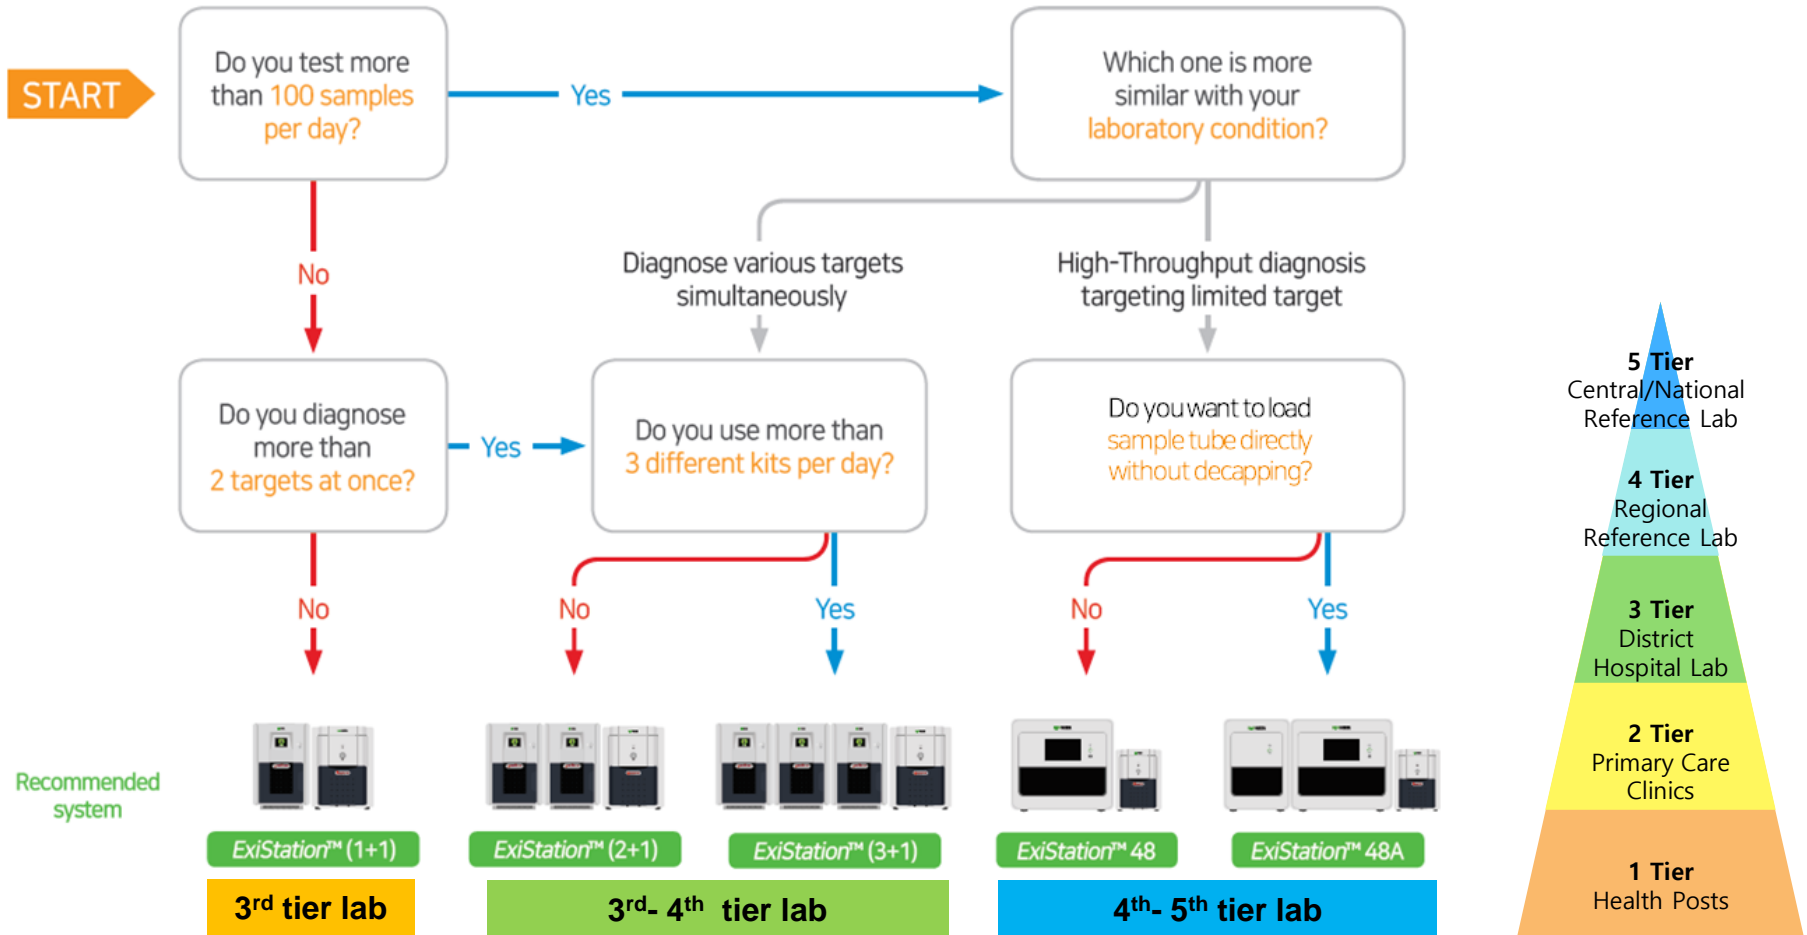 START
Do you test more
than 100 samples
per day?
Yes
Which one is more
similar with your
laboratory condition?
No
Diagnose various targets
simultaneously
High-Throughput diagnosis
targeting limited target
Do you diagnose
more than
2 targets at once?
Yes
Do you use more than
3 different kits per day?
Do you want to load
sample tube directly
without decapping?
No
No
Yes
No
Yes
Recommended
system
ExiStation™ (1+1)
ExiStation™ (2+1)
ExiStation™ (3+1)
ExiStation™ 48
ExiStation™ 48A
3rd tier lab
3rd- 4th tier lab
4th- 5th tier lab
5 Tier
Central/National
Reference Lab
4 Tier
Regional
Reference Lab
3 Tier
District
Hospital Lab
2 Tier
Primary Care
Clinics
1 Tier
Health Posts